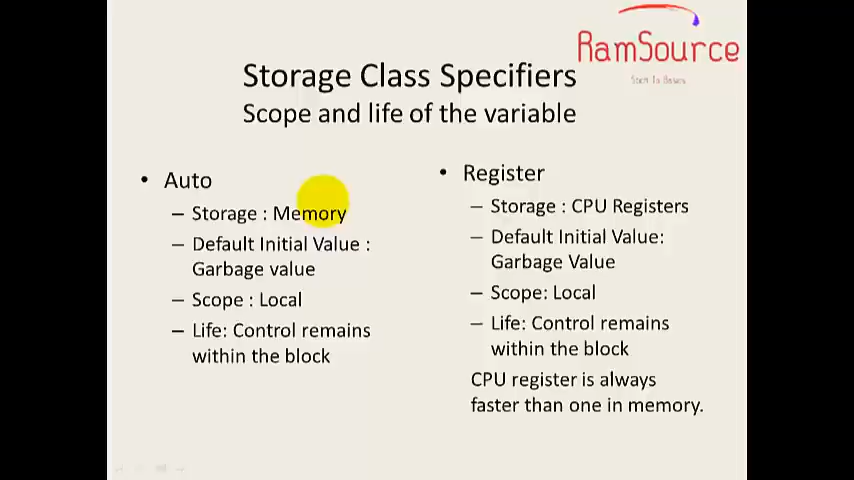 RamSource
Storage Class Specifiers
Scope and life of the variable
• Auto
– Storage : Memory
– Default Initial Value :
Garbage value
– Scope : Local
– Life: Control remains
within the block
• Register
– Storage : CPU Registers
– Default Initial Value:
Garbage Value
– Scope: Local
– Life: Control remains
within the block
CPU register is always
faster than one in memory.